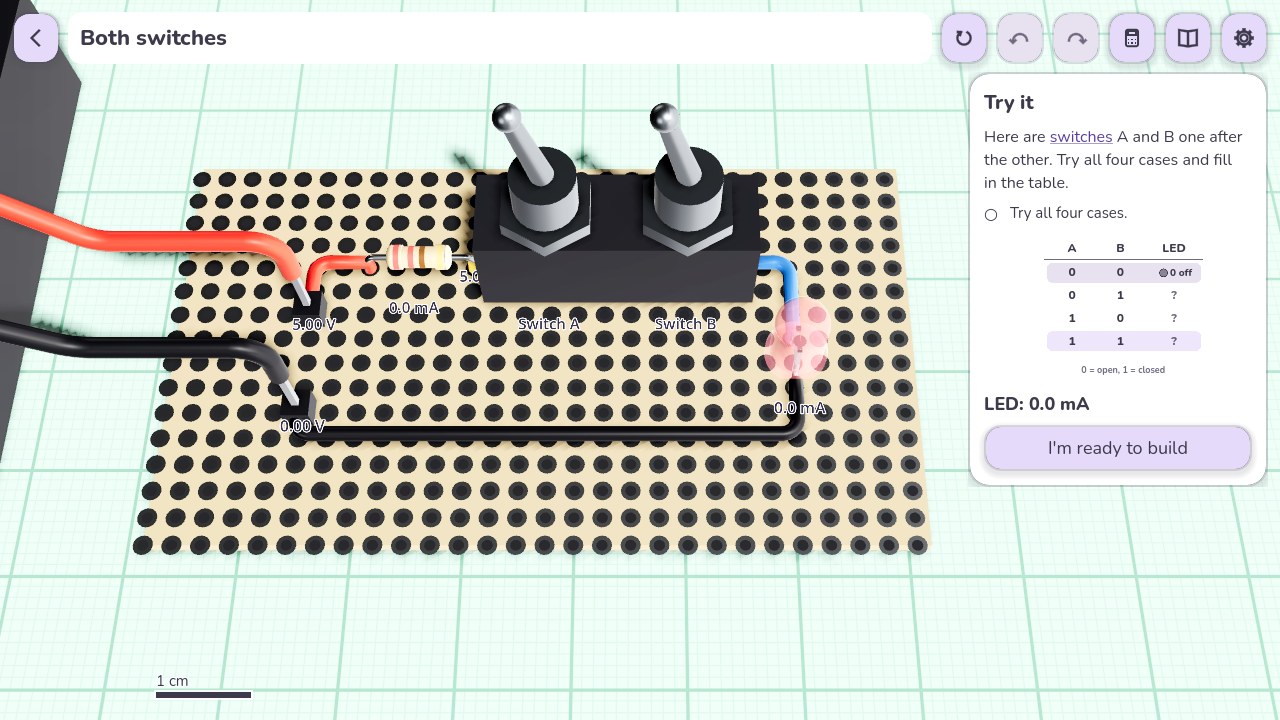 Both switches
Try it
Here are switches A and B one after
the other. Try all four cases and fill
in the table.
Try all four cases.
A B LED
0 0 0 off
0 1 ?
1 0 ?
1 1 ?
0 = open, 1 = closed
LED: 0.0 mA
I'm ready to build
5.0
0.0 mA
5.00 V
Switch A
Switch B
0.0 mA
0.00 V
1 cm